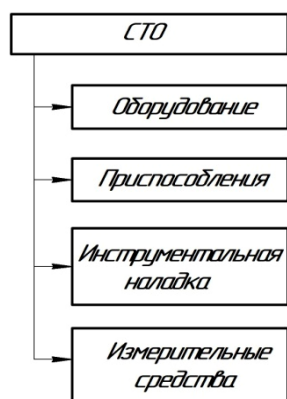 СТО
Оборудование
Приспособления
Инструментальная
наладка
Измерительные
средства